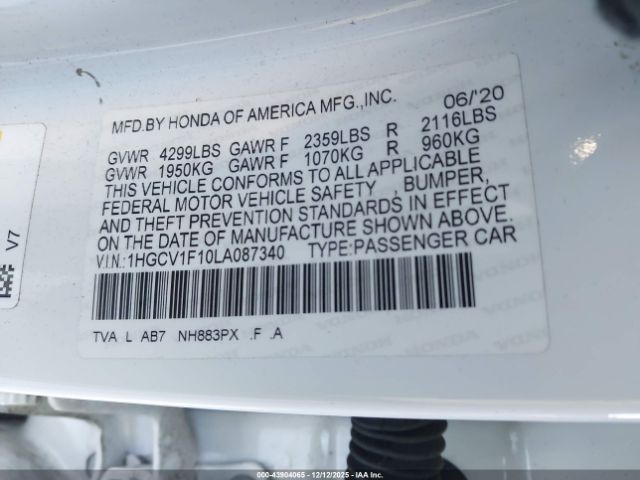 MFD.BY HONDA OF AMERICA MFG.,INC. 06/'20
GVWR 4299LBS GAWR F 2359LBS R 2116LBS
GVWR 1950KG GAWR F 1070KG R 960KG
THIS VEHICLE CONFORMS TO ALL APPLICABLE
FEDERAL MOTOR VEHICLE SAFETY , BUMPER,
AND THEFT PREVENTION STANDARDS IN EFFECT
ON THE DATE OF MANUFACTURE SHOWN ABOVE.
V.I.N.:1HGCV1F10LA087340 TYPE:PASSENGER CAR
TVA L AB7 NH883PX .F .A
V7
000-43904065 - 12/12/2025 - IAA Inc.